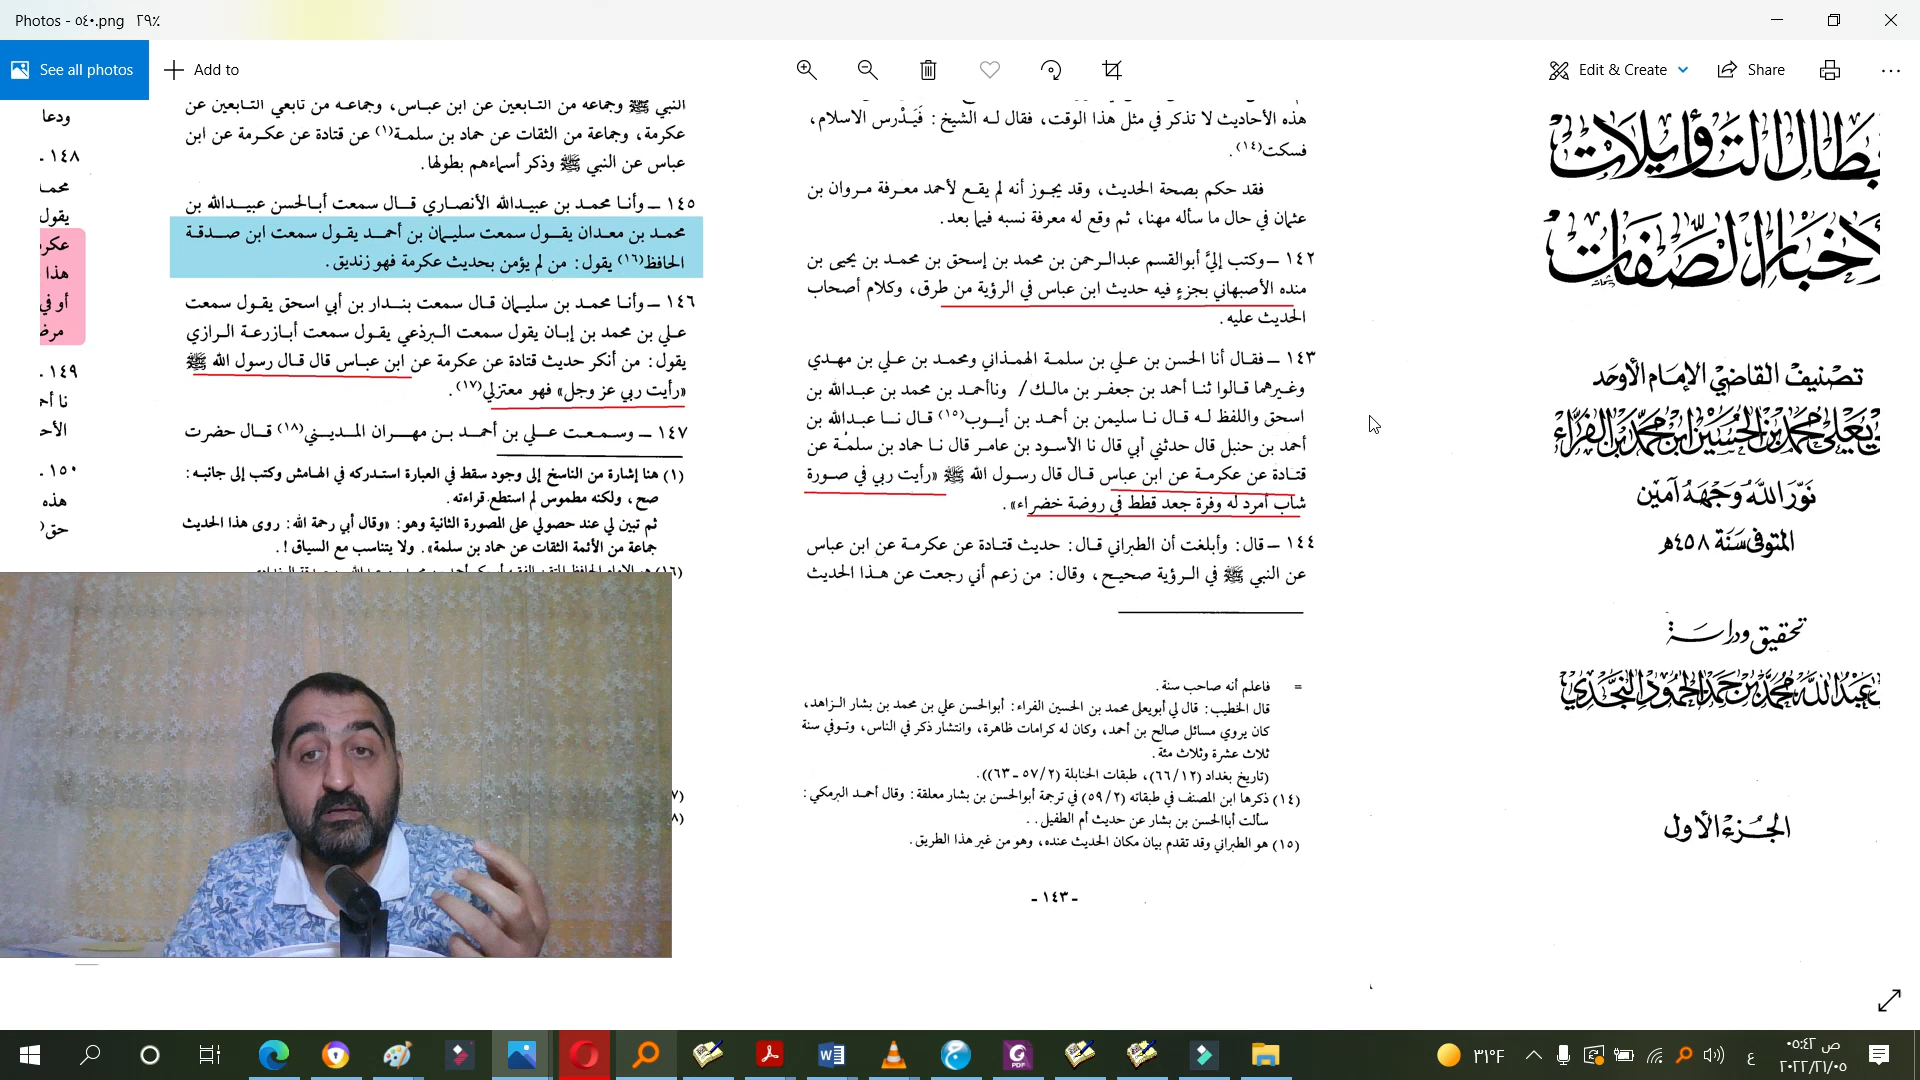 Photos - ٥٤٠.png   ٢٩٪
See all photos
Add to
Edit & Create
Share
بطال التأويلات
لأخبار الصفات
تصنيف القاضي الإمام الأوحد
يعلى محمد بن الحسين ابن محمد بن الفراء
نور الله وجهه آمين
المتوفى سنة ٤٥٨هـ
تحقيق ودراسة
عبد الله محمد بن حمد الحمود النجدي
الجزء الأول
هذه الأحاديث لا تذكر في مثل هذا الوقت، فقال له الشيخ: فَيَدْرس الاسلام،
فسكت(١٤).
فقد حكم بصحة الحديث، وقد يجوز أنه لم يقع لأحمد معرفة مروان بن
عثمان في حال ما سأله مهنا، ثم وقع له معرفة نسبه فيما بعد.
١٤٢ ــ وكتب إليَّ أبوالقسم عبدالرحمن بن محمد بن إسحق بن محمد بن يحيى بن
منده الأصبهاني بجزءٍ فيه حديث ابن عباس في الرؤية من طرق، وكلام أصحاب
الحديث عليه.
١٤٣ ــ فقال أنا الحسن بن علي بن سلمة الهمذاني ومحمد بن علي بن مهدي
وغيرهما قالوا ثنا أحمد بن جعفر بن مالك / وناأحمد بن محمد بن عبدالله بن
اسحق واللفظ له قال نا سليمن بن أحمد بن أيوب(١٥) قال نا عبدالله بن
أحمد بن حنبل قال حدثني أبي قال نا الأسود بن عامر قال نا حماد بن سلمة عن
قتادة عن عكرمة عن ابن عباس قال قال رسول الله ﷺ «رأيت ربي في صورة
شاب أمرد له وفرة جعد قطط في روضة خضراء».
١٤٤ ــ قال: وأبلغت أن الطبراني قال: حديث قتادة عن عكرمة عن ابن عباس
عن النبي ﷺ في الرؤية صحيح، وقال: من زعم أني رجعت عن هذا الحديث
= فاعلم أنه صاحب سنة.
قال الخطيب: قال لي أبويعلى محمد بن الحسين الفراء: أبوالحسن علي بن محمد بن بشار الزاهد،
كان يروي مسائل صالح بن أحمد، وكان له كرامات ظاهرة، وانتشار ذكر في الناس، وتوفي سنة
ثلاث عشرة وثلاث مئة.
(تاريخ بغداد (٦٦/١٢)، طبقات الحنابلة (٥٧/٢ ــ ٦٣)).
(١٤) ذكرها ابن المصنف في طبقاته (٥٩/٢) في ترجمة أبوالحسن بن بشار معلقة: وقال أحمد البرمكي:
سألت أباالحسن بن بشار عن حديث أم الطفيل..
(١٥) هو الطبراني وقد تقدم بيان مكان الحديث عنده، وهو من غير هذا الطريق.
- ١٤٣ -
النبي ﷺ وجماعة من التابعين عن ابن عباس، وجماعة من تابعي التابعين عن
عكرمة، وجماعة من الثقات عن حماد بن سلمة(١) عن قتادة عن عكرمة عن ابن
عباس عن النبي ﷺ وذكر أسماءهم بطولها.
١٤٥ ــ وأنا محمد بن عبيدالله الأنصاري قال سمعت أبالحسن عبيدالله بن
محمد بن معدان يقول سمعت سليمان بن أحمد يقول سمعت ابن صدقة
الحافظ(١٦) يقول: من لم يؤمن بحديث عكرمة فهو زنديق.
١٤٦ ــ وأنا محمد بن سليمان قال سمعت بندار بن أبي اسحق يقول سمعت
علي بن محمد بن إبان يقول سمعت البرذعي يقول سمعت أبازرعة الرازي
يقول: من أنكر حديث قتادة عن عكرمة عن ابن عباس قال قال رسول الله ﷺ
«رأيت ربي عز وجل» فهو معتزلي(١٧).
١٤٧ ــ وسمعت علي بن أحمد بن مهران المديني(١٨) قال حضرت
(١) هنا إشارة من الناسخ إلى وجود سقط في العبارة استدركه في الهامش وكتب إلى جانبه:
صح، ولكنه مطموس لم استطع قراءته.
ثم تبين لي عند حصولي على المصورة الثانية وهو: «وقال أبي رحمة الله: روى هذا الحديث
جماعة من الأئمة الثقات عن حماد بن سلمة». ولا يتناسب مع السياق!.
ودعا
١٤٨ ـ
محمد
يقول
عكر
هذا
أو في
مرض
١٤٩ ـ
نا أح
الأح
١٥٠ ـ
هذه
حق(
٣١°F
ع
٠٥:٤٢ ص
٢٠٢٢/٢١/٠٥